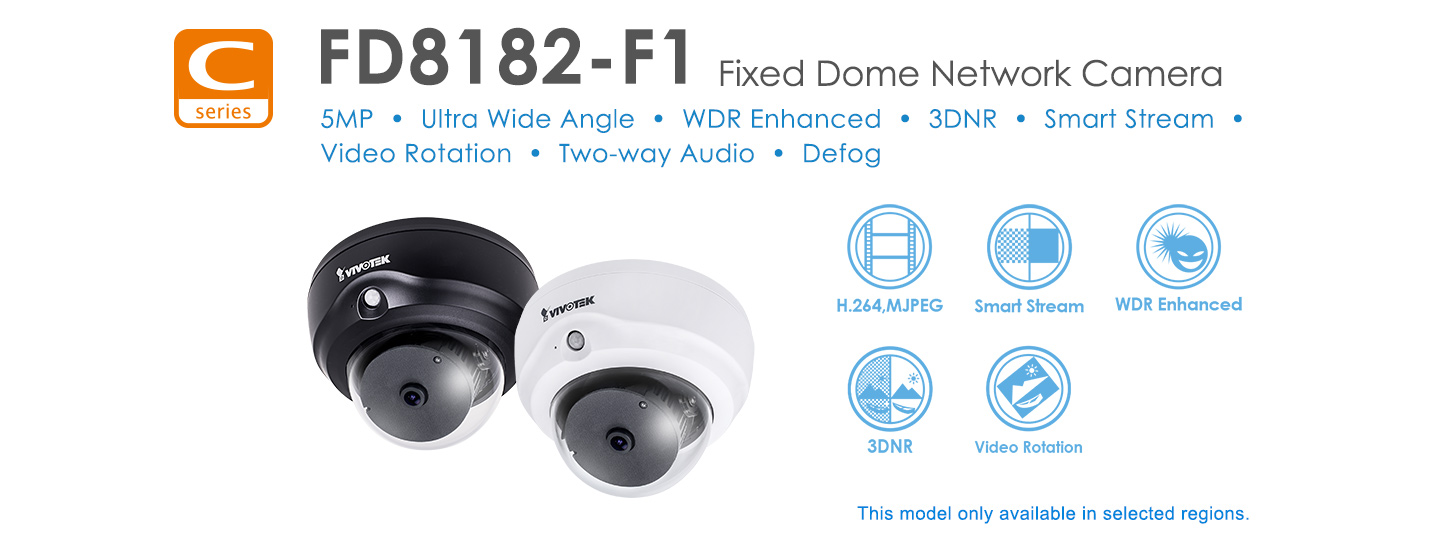 C
series
FD8182-F1 Fixed Dome Network Camera
5MP • Ultra Wide Angle • WDR Enhanced • 3DNR • Smart Stream •
Video Rotation • Two-way Audio • Defog
VIVOTEK
VIVOTEK
H.264,MJPEG
Smart Stream
WDR Enhanced
3DNR
Video Rotation
This model only available in selected regions.